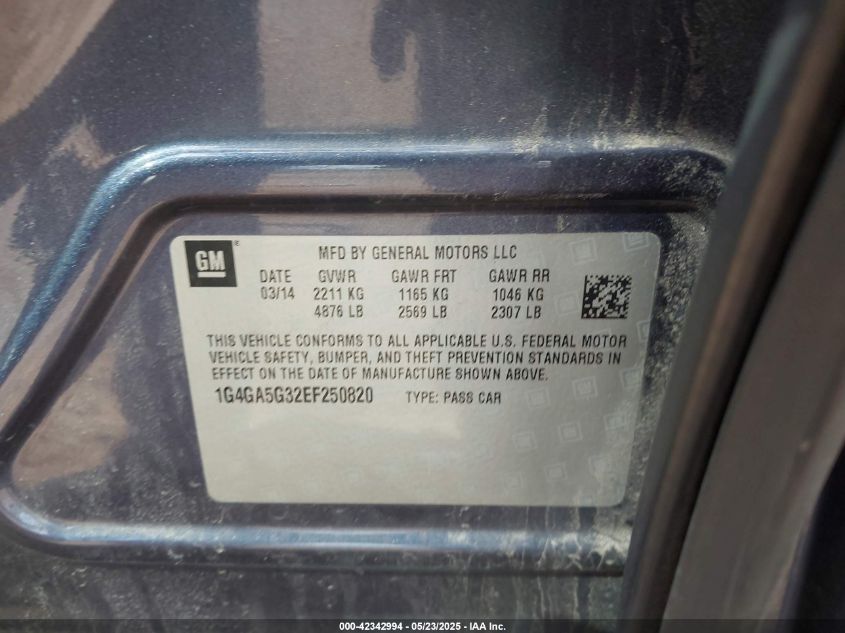 GM ®
MFD BY GENERAL MOTORS LLC
DATE GVWR GAWR FRT GAWR RR
03/14 2211 KG 1165 KG 1046 KG
4876 LB 2569 LB 2307 LB
THIS VEHICLE CONFORMS TO ALL APPLICABLE U.S. FEDERAL MOTOR
VEHICLE SAFETY, BUMPER, AND THEFT PREVENTION STANDARDS IN
EFFECT ON THE DATE OF MANUFACTURE SHOWN ABOVE.
1G4GA5G32EF250820 TYPE: PASS CAR
000-42342994 - 05/23/2025 - IAA Inc.